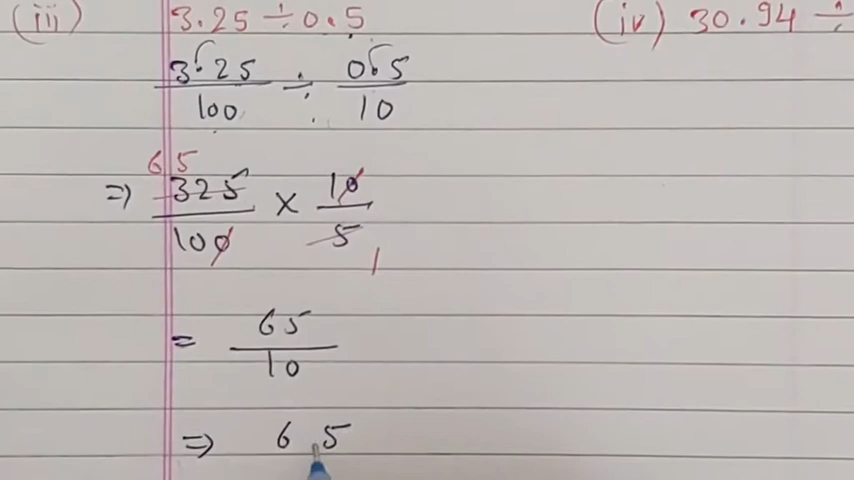 (iii) 3.25 ÷ 0.5 (iv) 30.94 ÷
3.25 ÷ 0.5
100 10
65
⇒ 325 × 10
100 5
1
= 65
10
⇒ 6.5